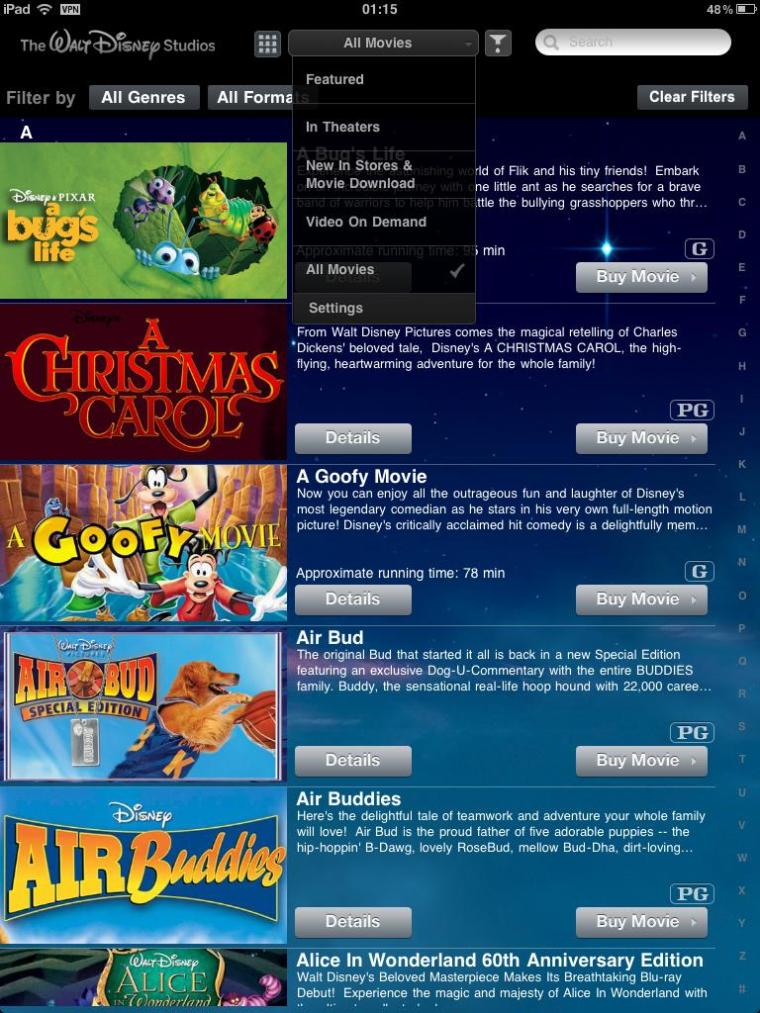 iPad VPN 01:15 48%
The WALT DISNEY Studios All Movies Search
Filter by All Genres All Formats Clear Filters
Featured
In Theaters
New In Stores &
Movie Download
Video On Demand
All Movies
Settings
A
Disney · PIXAR
a
bug's
life
A Bug's Life
world of Flik and his tiny friends! Embark
with one little ant as he searches for a brave
band of warriors to help him battle the bullying grasshoppers who thr...
Approximate running time: 95 min
G
Details Buy Movie
Disney's
A
CHRISTMAS
CAROL
From Walt Disney Pictures comes the magical retelling of Charles
Dickens' beloved tale, Disney's A CHRISTMAS CAROL, the high-
flying, heartwarming adventure for the whole family!
PG
Details Buy Movie
A GOOFY MOVIE
A Goofy Movie
Now you can enjoy all the outrageous fun and laughter of Disney's
most legendary comedian as he stars in his very own full-length motion
picture! Disney's critically acclaimed hit comedy is a delightfully mem...
Approximate running time: 78 min
G
Details Buy Movie
WALT DISNEY
PICTURES
AIR BUD
SPECIAL EDITION
Air Bud
The original Bud that started it all is back in a new Special Edition
featuring an exclusive Dog-U-Commentary with the entire BUDDIES
family. Buddy, the sensational real-life hoop hound with 22,000 caree...
PG
Details Buy Movie
Disney
AIR Buddies
Air Buddies
Here's the delightful tale of teamwork and adventure your whole family
will love! Air Bud is the proud father of five adorable puppies -- the
hip-hoppin' B-Dawg, lovely RoseBud, mellow Bud-Dha, dirt-loving...
PG
Details Buy Movie
WALT DISNEY
ALICE
IN Wonderland
Alice In Wonderland 60th Anniversary Edition
Walt Disney's Beloved Masterpiece Makes Its Breathtaking Blu-ray
Debut! Experience the magic and majesty of Alice In Wonderland with
A
B
C
D
E
F
G
H
I
J
K
L
M
N
O
P
Q
R
S
T
U
V
W
X
Y
Z
#